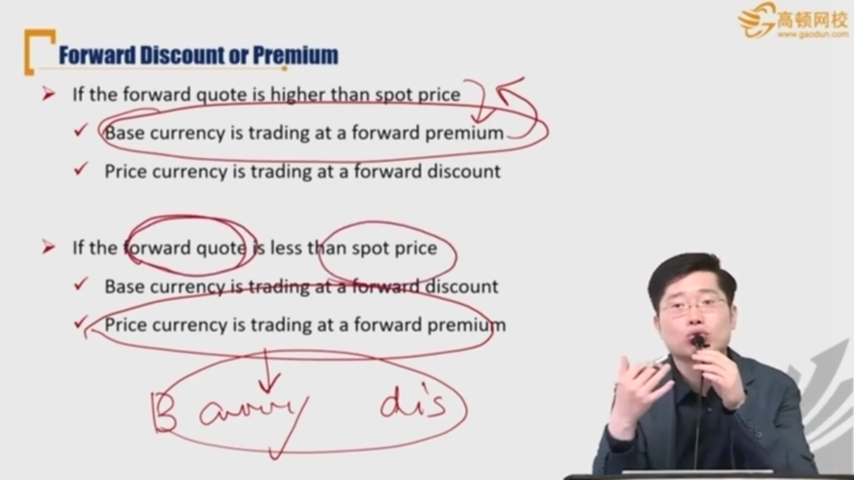 高顿网校
www.gaodun.com
Forward Discount or Premium
If the forward quote is higher than spot price
Base currency is trading at a forward premium
Price currency is trading at a forward discount
If the forward quote is less than spot price
Base currency is trading at a forward discount
Price currency is trading at a forward premium
B dis